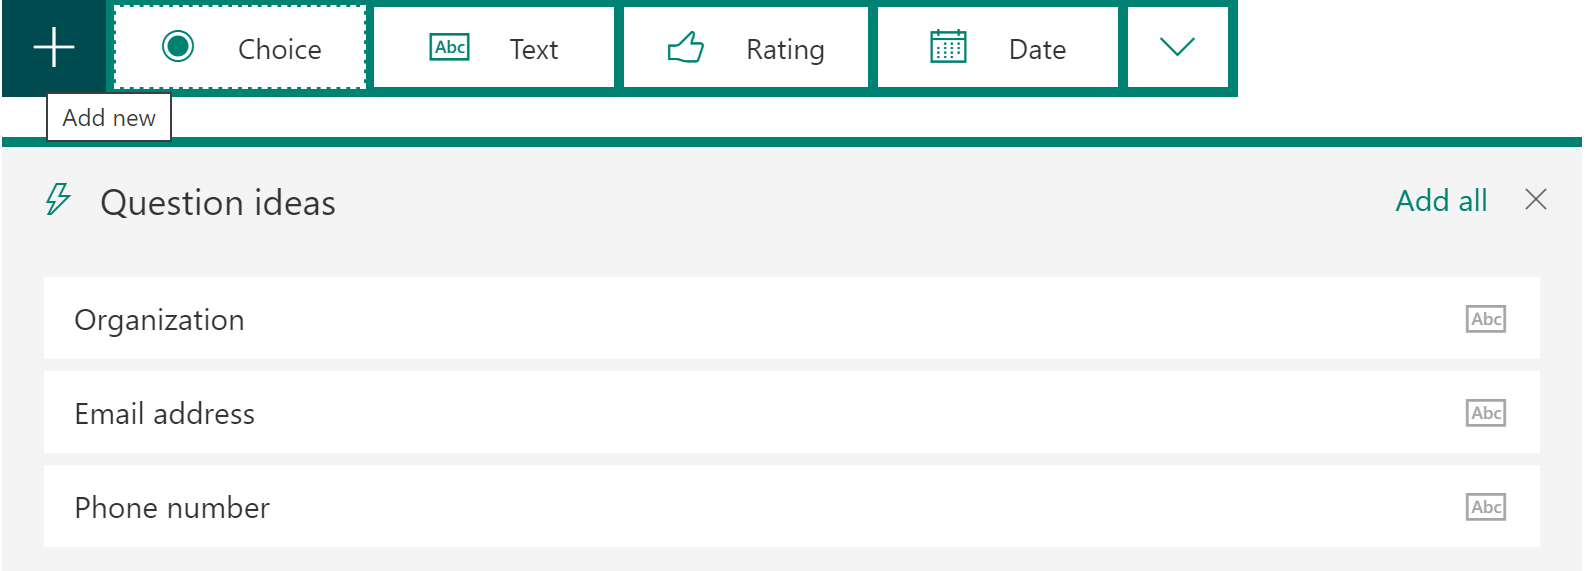 Choice Abc Text Rating Date
Add new
Question ideas Add all
Organization Abc
Email address Abc
Phone number Abc